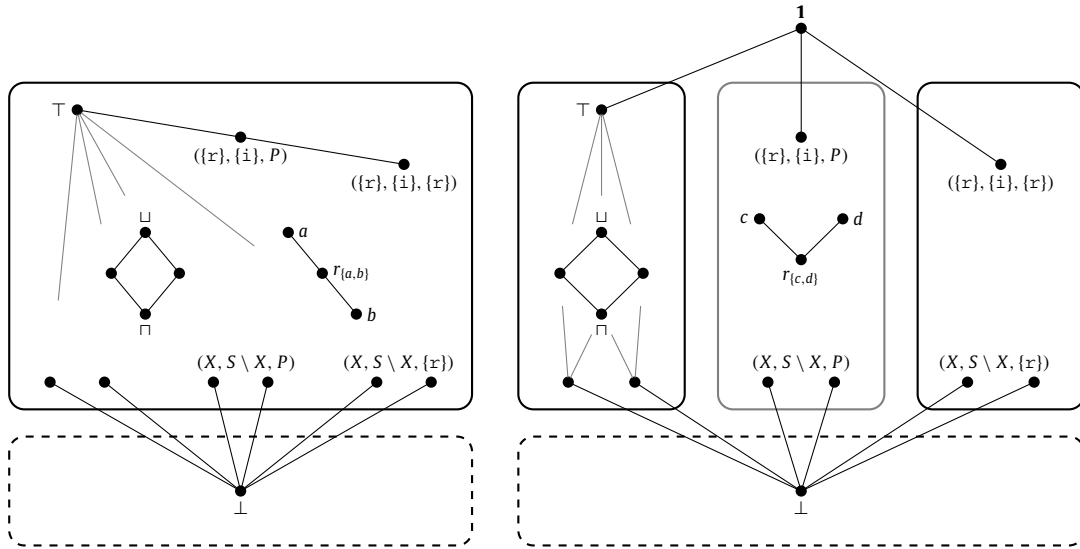 1
⊤
({r}, {i}, P)
({r}, {i}, {r})
⊔
a
r{a,b}
b
⊓
(X, S \ X, P)
(X, S \ X, {r})
⊥
⊤
({r}, {i}, P)
({r}, {i}, {r})
⊔
c
d
r{c,d}
⊓
(X, S \ X, P)
(X, S \ X, {r})
⊥